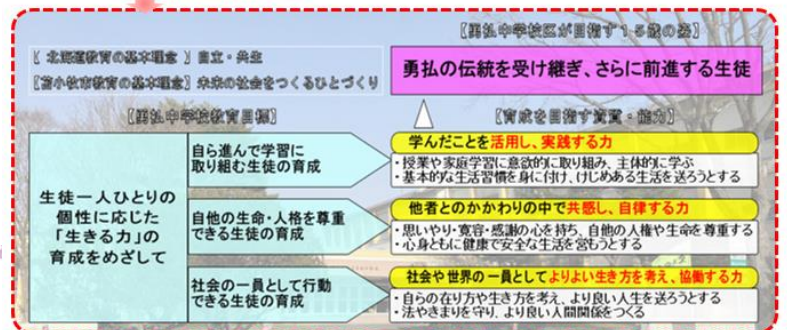 【勇払中学校区が目指す15歳の姿】
【 北海道教育の基本理念 】自立・共生
【苫小牧市教育の基本理念】未来の社会をつくるひとづくり
勇払の伝統を受け継ぎ、さらに前進する生徒
【勇払中学校教育目標】
【育成を目指す資質・能力】
生徒一人ひとりの
個性に応じた
「生きる力」の
育成をめざして
自ら進んで学習に
取り組む生徒の育成
学んだことを活用し、実践する力
・授業や家庭学習に意欲的に取り組み、主体的に学ぶ
・基本的な生活習慣を身に付け、けじめある生活を送ろうとする
自他の生命・人格を尊重
できる生徒の育成
他者とのかかわりの中で共感し、自律する力
・思いやり・寛容・感謝の心を持ち、自他の人権や生命を尊重する
・心身ともに健康で安全な生活を営もうとする
社会の一員として行動
できる生徒の育成
社会や世界の一員としてよりよい生き方を考え、協働する力
・自らの在り方や生き方を考え、より良い人生を送ろうとする
・法やきまりを守り、より良い人間関係をつくる